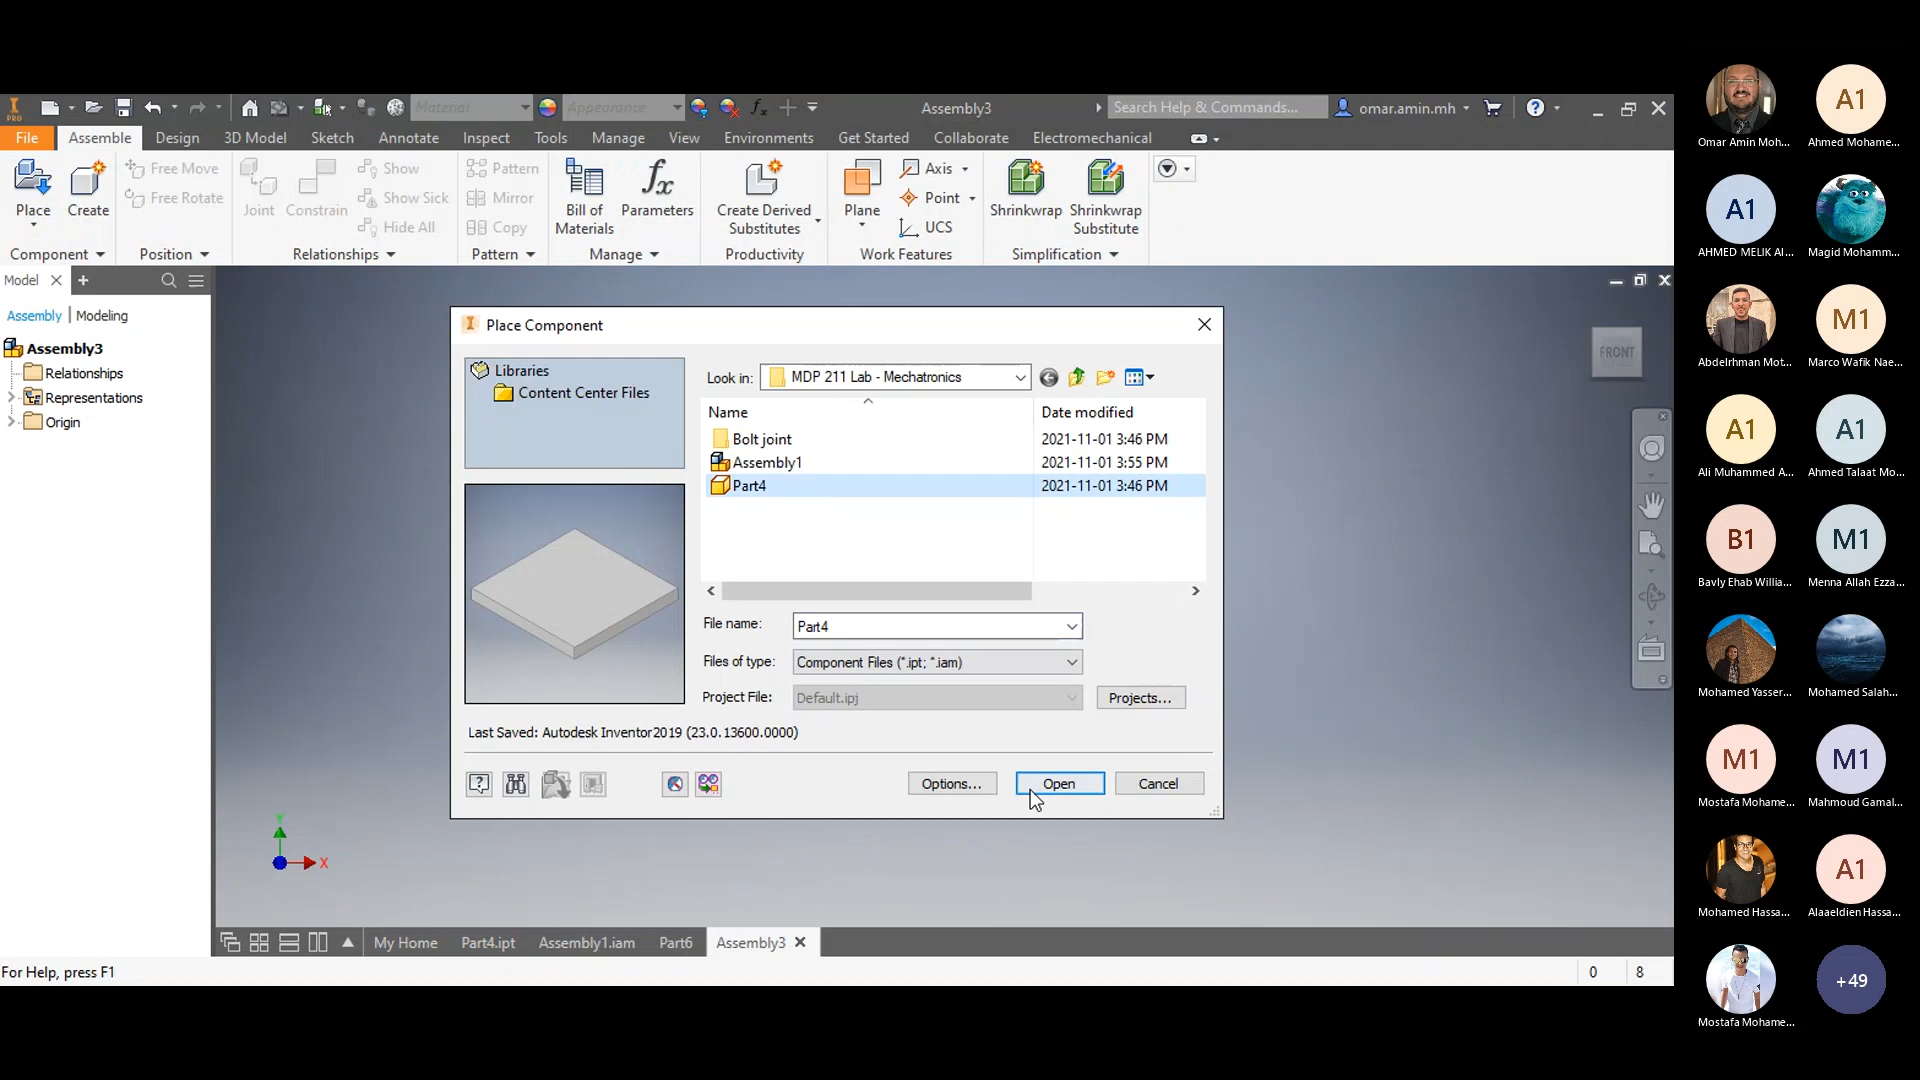 PRO
Material
Appearance
Assembly3
Search Help & Commands...
omar.amin.mh
File
Assemble
Design
3D Model
Sketch
Annotate
Inspect
Tools
Manage
View
Environments
Get Started
Collaborate
Electromechanical
Place
Create
Free Move
Free Rotate
Joint
Constrain
Show
Show Sick
Hide All
Pattern
Mirror
Copy
Bill of
Materials
fx
Parameters
Create Derived
Substitutes
Plane
Axis
Point
UCS
Shrinkwrap
Shrinkwrap
Substitute
Component
Position
Relationships
Pattern
Manage
Productivity
Work Features
Simplification
Model
Assembly | Modeling
Assembly3
Relationships
Representations
Origin
Place Component
Libraries
Content Center Files
Look in:
MDP 211 Lab - Mechatronics
Name
Date modified
Bolt joint
2021-11-01 3:46 PM
Assembly1
2021-11-01 3:55 PM
Part4
2021-11-01 3:46 PM
File name:
Part4
Files of type:
Component Files (*.ipt; *.iam)
Project File:
Default.ipj
Projects...
Last Saved: Autodesk Inventor 2019 (23.0.13600.0000)
Options...
Open
Cancel
FRONT
Y
X
My Home
Part4.ipt
Assembly1.iam
Part6
Assembly3
For Help, press F1
0
8
Omar Amin Moh...
A1
Ahmed Mohame...
A1
AHMED MELIK Al...
Magid Mohamm...
Abdelrhman Mot...
M1
Marco Wafik Nae...
A1
Ali Muhammed A...
A1
Ahmed Talaat Mo...
B1
Bavly Ehab Willia...
M1
Menna Allah Ezza...
Mohamed Yasser...
Mohamed Salah...
M1
Mostafa Mohame...
M1
Mahmoud Gamal...
Mohamed Hassa...
A1
Alaaeldien Hassa...
Mostafa Mohame...
+49